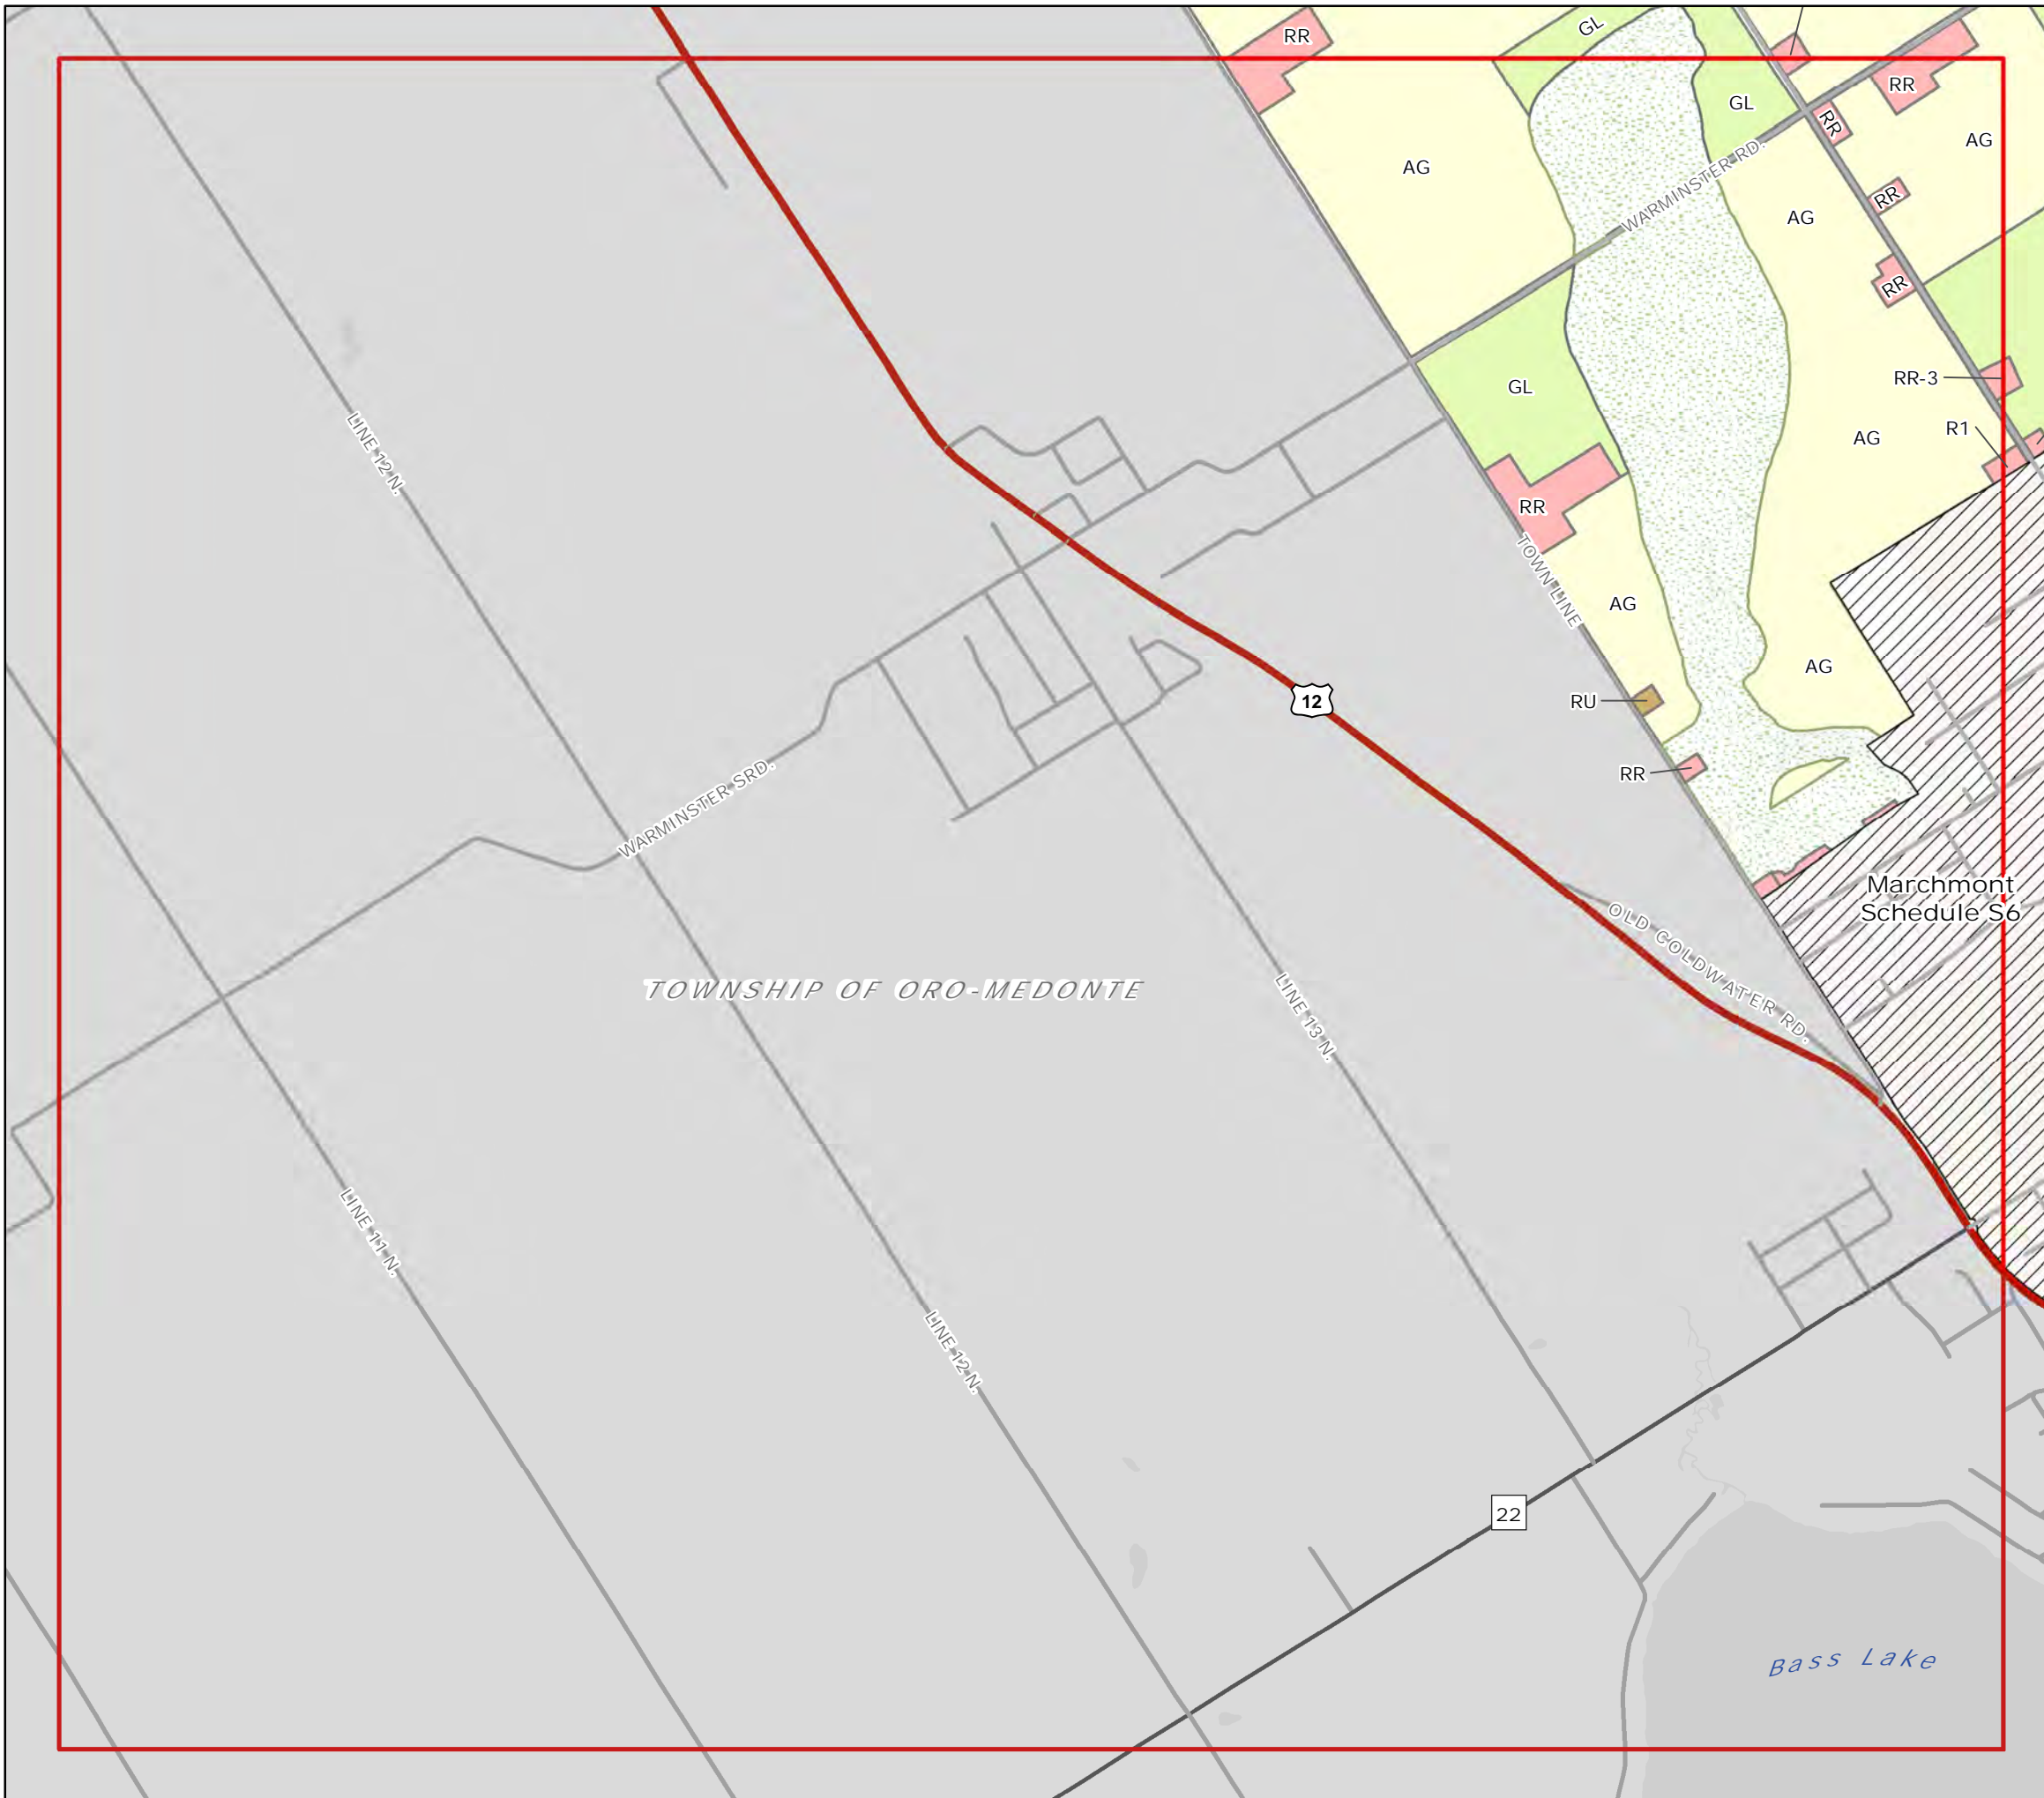 GL
RR
GL
RR
RR
AG
AG
WARMINSTER RD.
RR
AG
RR
GL
RR-3
LINE 12 N.
AG
R1
RR
TOWN LINE
AG
AG
RU
12
RR
WARMINSTER SRD.
Marchmont
Schedule S6
OLD COLDWATER RD.
TOWNSHIP OF ORO-MEDONTE
LINE 13 N.
LINE 11 N.
LINE 12 N.
22
Bass Lake